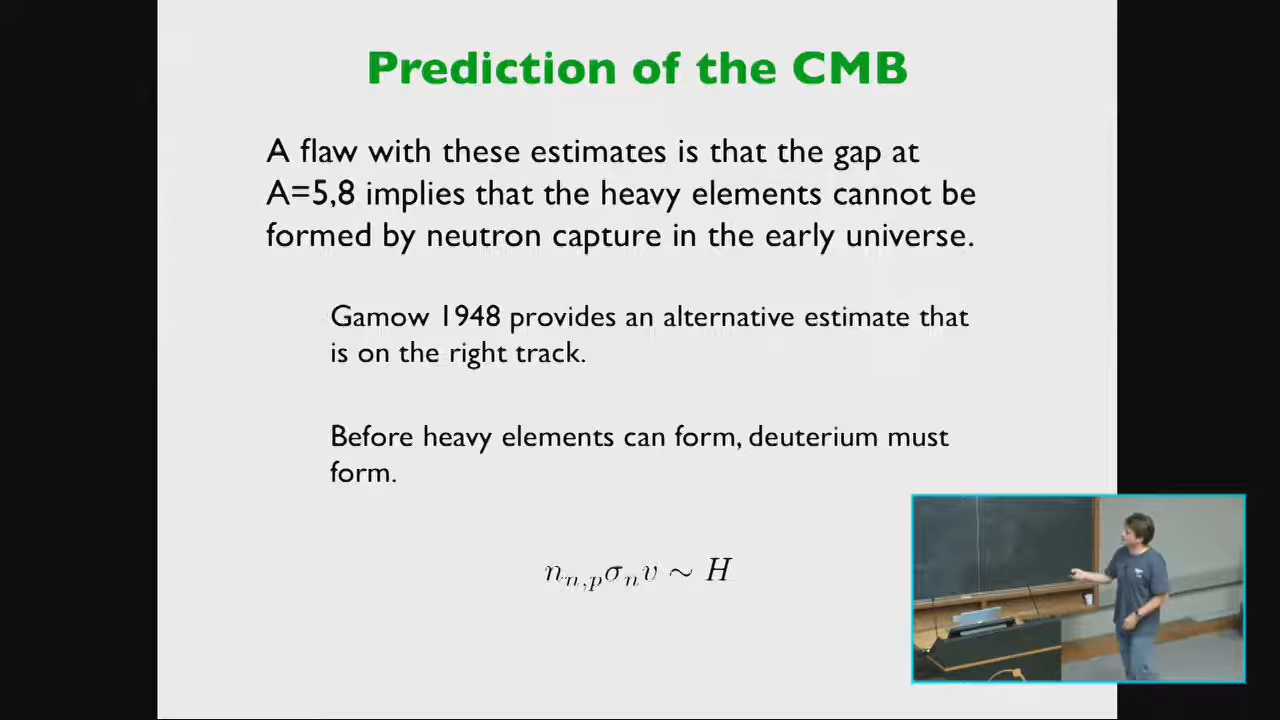 Prediction of the CMB
A flaw with these estimates is that the gap at
A=5,8 implies that the heavy elements cannot be
formed by neutron capture in the early universe.
Gamow 1948 provides an alternative estimate that
is on the right track.
Before heavy elements can form, deuterium must
form.
$n_{n,p}\sigma_n v \sim H$